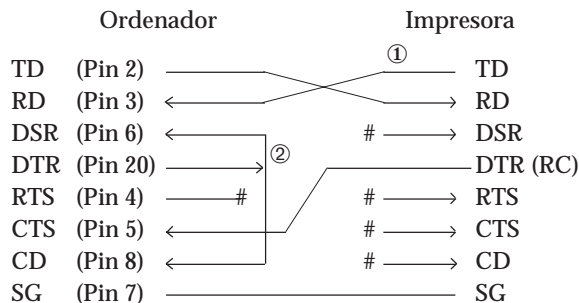 Ordenador Impresora
① 
TD (Pin 2) TD
RD (Pin 3) RD
DSR (Pin 6) # DSR
②
DTR (Pin 20) DTR (RC)
RTS (Pin 4) # # RTS
CTS (Pin 5) # CTS
CD (Pin 8) # CD
SG (Pin 7) SG